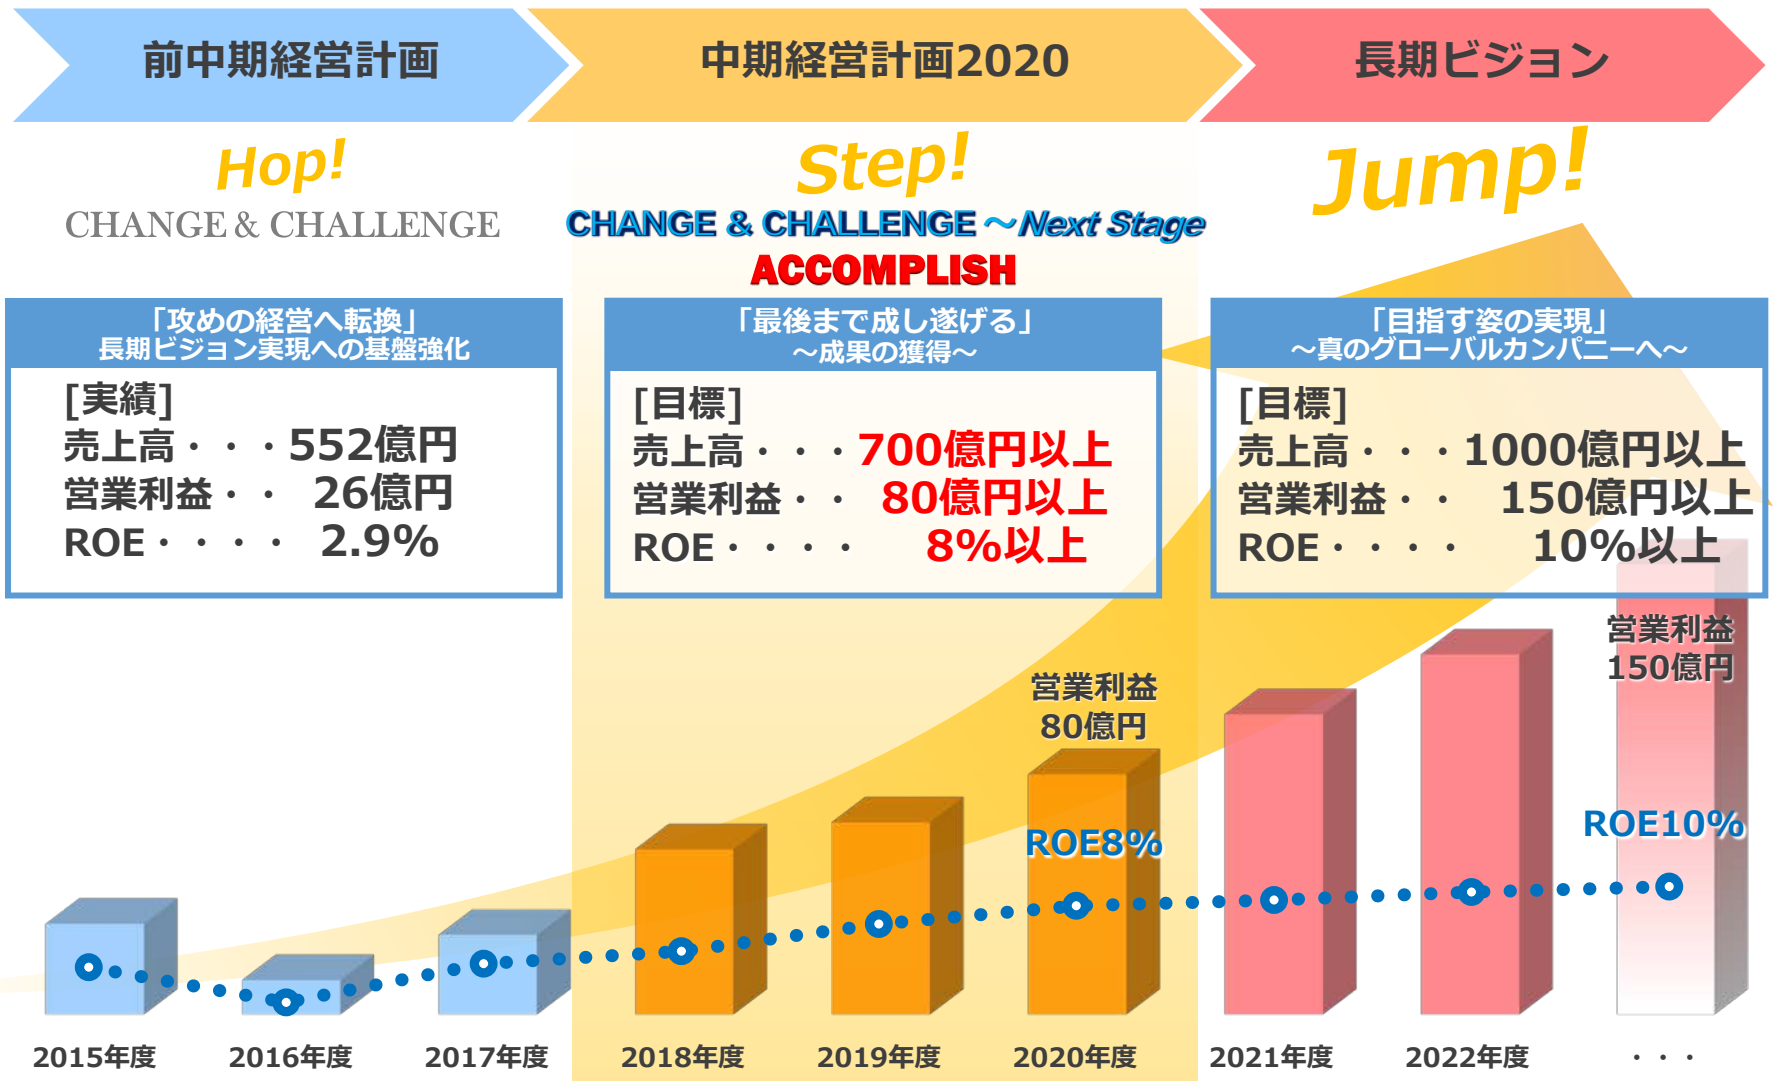 前中期経営計画
中期経営計画2020
長期ビジョン
Hop!
CHANGE & CHALLENGE
Step!
CHANGE & CHALLENGE ～Next Stage
ACCOMPLISH
Jump!
「攻めの経営へ転換」
長期ビジョン実現への基盤強化
[実績]
売上高・・・552億円
営業利益・・ 26億円
ROE・・・・ 2.9%
「最後まで成し遂げる」
～成果の獲得～
[目標]
売上高・・・700億円以上
営業利益・・ 80億円以上
ROE・・・・ 8%以上
「目指す姿の実現」
～真のグローバルカンパニーへ～
[目標]
売上高・・・1000億円以上
営業利益・・ 150億円以上
ROE・・・・ 10%以上
営業利益
80億円
営業利益
150億円
ROE8%
ROE10%
2015年度
2016年度
2017年度
2018年度
2019年度
2020年度
2021年度
2022年度
・・・